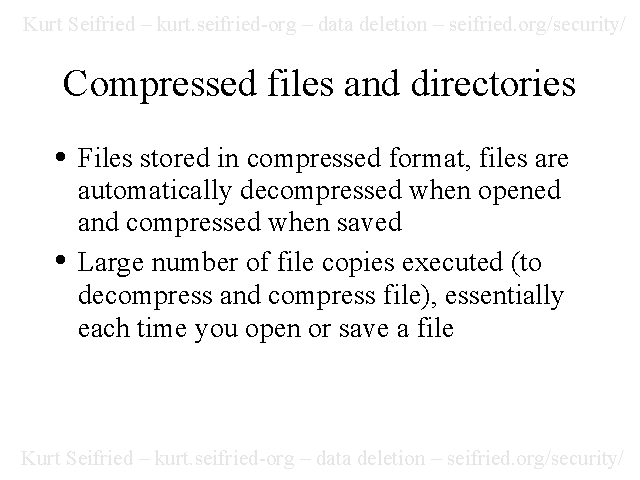 Kurt Seifried – kurt.seifried-org – data deletion – seifried.org/security/
Compressed files and directories
• Files stored in compressed format, files are
automatically decompressed when opened
and compressed when saved
• Large number of file copies executed (to
decompress and compress file), essentially
each time you open or save a file
Kurt Seifried – kurt.seifried-org – data deletion – seifried.org/security/